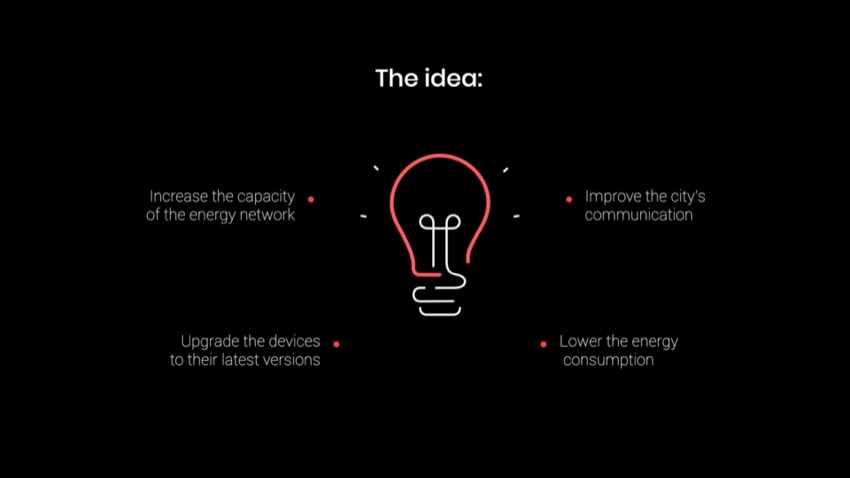 The idea:
Increase the capacity
of the energy network
Improve the city's
communication
Upgrade the devices
to their latest versions
Lower the energy
consumption